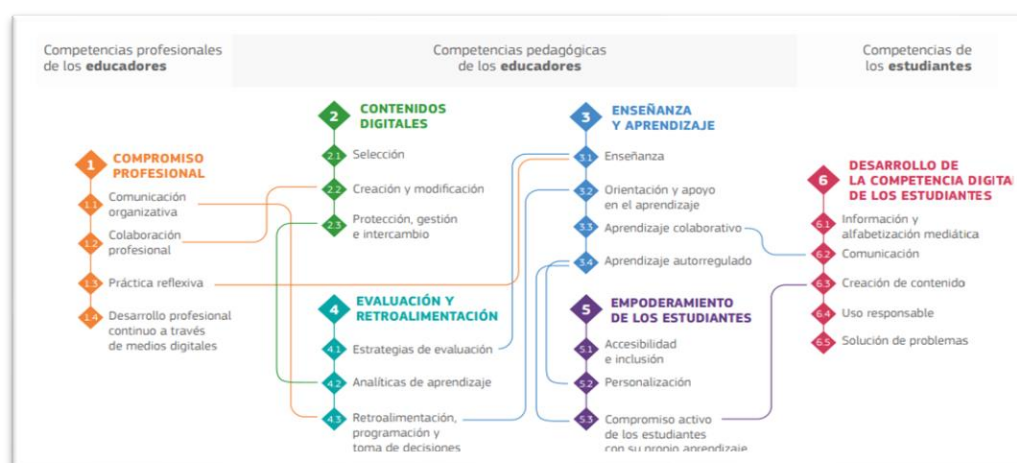 Competencias profesionales
de los educadores
Competencias pedagógicas
de los educadores
Competencias de
los estudiantes
1 COMPROMISO
PROFESIONAL
1.1 Comunicación
organizativa
1.2 Colaboración
profesional
1.3 Práctica reflexiva
1.4 Desarrollo profesional
continuo a través
de medios digitales
2 CONTENIDOS
DIGITALES
2.1 Selección
2.2 Creación y modificación
2.3 Protección, gestión
e intercambio
4 EVALUACIÓN Y
RETROALIMENTACIÓN
4.1 Estrategias de evaluación
4.2 Analíticas de aprendizaje
4.3 Retroalimentación,
programación y
toma de decisiones
3 ENSEÑANZA
Y APRENDIZAJE
3.1 Enseñanza
3.2 Orientación y apoyo
en el aprendizaje
3.3 Aprendizaje colaborativo
3.4 Aprendizaje autorregulado
5 EMPODERAMIENTO
DE LOS ESTUDIANTES
5.1 Accesibilidad
e inclusión
5.2 Personalización
5.3 Compromiso activo
de los estudiantes
con su propio aprendizaje
6 DESARROLLO DE
LA COMPETENCIA DIGITA
DE LOS ESTUDIANTES
6.1 Información y
alfabetización mediática
6.2 Comunicación
6.3 Creación de contenido
6.4 Uso responsable
6.5 Solución de problemas